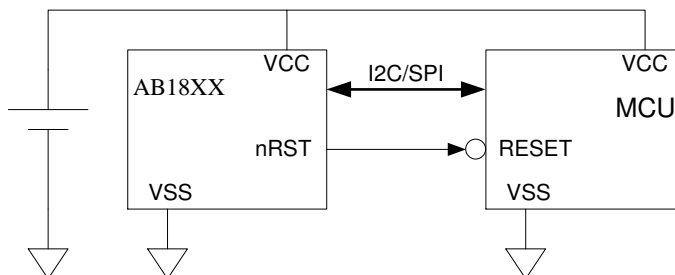 VCC
AB18XX
I2C/SPI
VCC
MCU
nRST
RESET
VSS
VSS